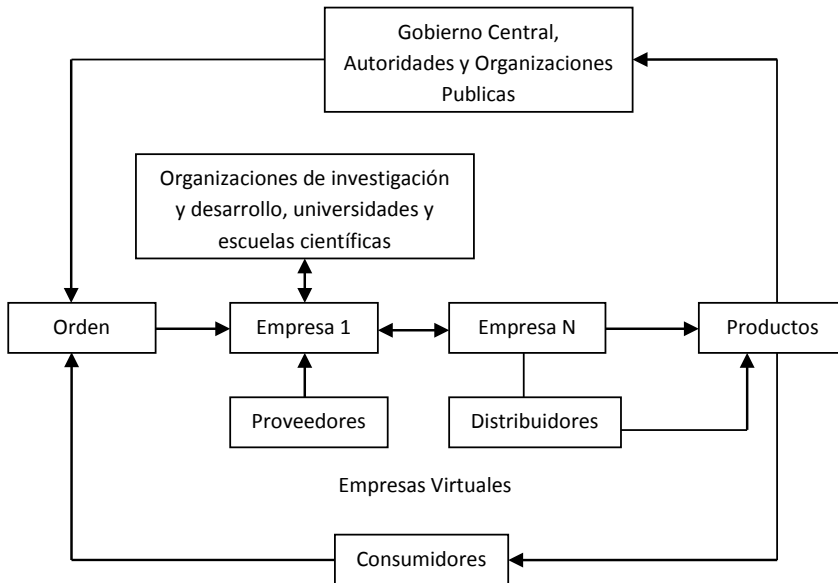 Gobierno Central,
Autoridades y Organizaciones
Publicas
Organizaciones de investigación
y desarrollo, universidades y
escuelas científicas
Orden
Empresa 1
Empresa N
Productos
Proveedores
Distribuidores
Empresas Virtuales
Consumidores